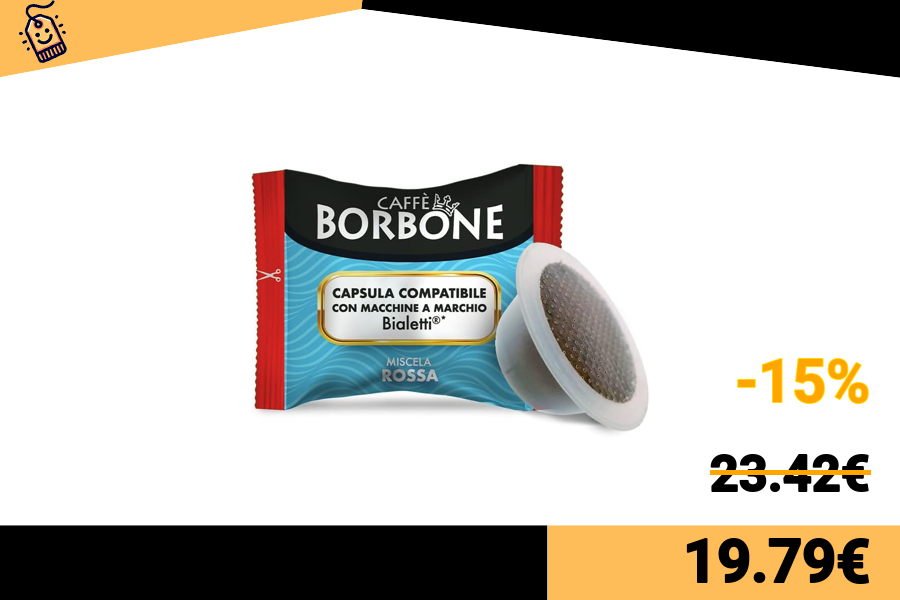 CAFFÈ
BORBONE
CAPSULA COMPATIBILE
CON MACCHINE A MARCHIO
Bialetti®*
MISCELA
ROSSA
-15%
23.42€
19.79€